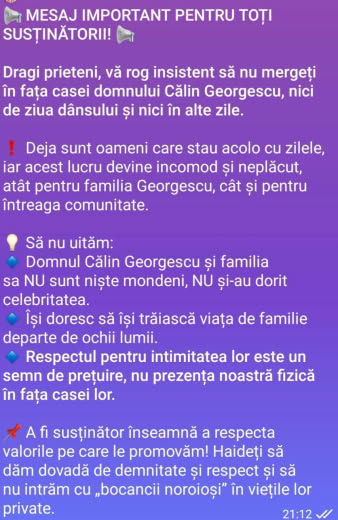 📢 MESAJ IMPORTANT PENTRU TOȚI
SUSȚINĂTORII! 📢
Dragi prieteni, vă rog insistent să nu mergeți
în fața casei domnului Călin Georgescu, nici
de ziua dânsului și nici în alte zile.
❗ Deja sunt oameni care stau acolo cu zilele,
iar acest lucru devine incomod și neplăcut,
atât pentru familia Georgescu, cât și pentru
întreaga comunitate.
💡 Să nu uităm:
🔹 Domnul Călin Georgescu și familia
sa NU sunt niște mondeni, NU și-au dorit
celebritatea.
🔹 Își doresc să își trăiască viața de familie
departe de ochii lumii.
🔹 Respectul pentru intimitatea lor este un
semn de prețuire, nu prezența noastră fizică
în fața casei lor.
📌 A fi susținător înseamnă a respecta
valorile pe care le promovăm! Haideți să
dăm dovadă de demnitate și respect și să
nu intrăm cu „bocancii noroioși” în viețile lor
private.
21:12